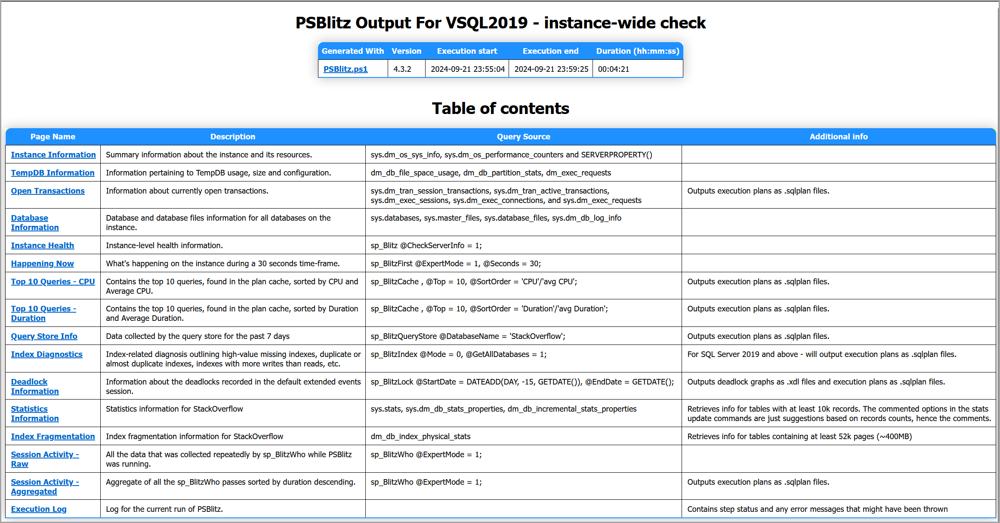 PSBlitz Output For VSQL2019 - instance-wide check
Generated With Version Execution start Execution end Duration (hh:mm:ss)
PSBlitz.ps1 4.3.2 2024-09-21 23:55:04 2024-09-21 23:59:25 00:04:21
Table of contents
Page Name Description Query Source Additional info
Instance Information Summary information about the instance and its resources. sys.dm_os_sys_info, sys.dm_os_performance_counters and SERVERPROPERTY()
TempDB Information Information pertaining to TempDB usage, size and configuration. dm_db_file_space_usage, dm_db_partition_stats, dm_exec_requests
Open Transactions Information about currently open transactions. sys.dm_tran_session_transactions, sys.dm_tran_active_transactions, Outputs execution plans as .sqlplan files.
sys.dm_exec_sessions, sys.dm_exec_connections, and sys.dm_exec_requests
Database Database and database files information for all databases on the sys.databases, sys.master_files, sys.database_files, sys.dm_db_log_info
Information instance.
Instance Health Instance-level health information. sp_Blitz @CheckServerInfo = 1;
Happening Now What's happening on the instance during a 30 seconds time-frame. sp_BlitzFirst @ExpertMode = 1, @Seconds = 30;
Top 10 Queries - CPU Contains the top 10 queries, found in the plan cache, sorted by CPU and sp_BlitzCache , @Top = 10, @SortOrder = 'CPU'/'avg CPU'; Outputs execution plans as .sqlplan files.
Average CPU.
Top 10 Queries - Contains the top 10 queries, found in the plan cache, sorted by Duration sp_BlitzCache , @Top = 10, @SortOrder = 'Duration'/'avg Duration'; Outputs execution plans as .sqlplan files.
Duration and Average Duration.
Query Store Info Data collected by the query store for the past 7 days sp_BlitzQueryStore @DatabaseName = 'StackOverflow'; Outputs execution plans as .sqlplan files.
Index Diagnostics Index-related diagnosis outlining high-value missing indexes, duplicate or sp_BlitzIndex @Mode = 0, @GetAllDatabases = 1; For SQL Server 2019 and above - will output execution plans as .sqlplan files.
almost duplicate indexes, indexes with more writes than reads, etc.
Deadlock Information about the deadlocks recorded in the default extended events sp_BlitzLock @StartDate = DATEADD(DAY, -15, GETDATE()), @EndDate = GETDATE(); Outputs deadlock graphs as .xdl files and execution plans as .sqlplan files.
Information session.
Statistics Statistics information for StackOverflow sys.stats, sys.dm_db_stats_properties, dm_db_incremental_stats_properties Retrieves info for tables with at least 10k records. The commented options in the stats
Information update commands are just suggestions based on records counts, hence the comments.
Index Fragmentation Index fragmentation information for StackOverflow dm_db_index_physical_stats Retrieves info for tables containing at least 52k pages (~400MB)
Session Activity - All the data that was collected repeatedly by sp_BlitzWho while PSBlitz sp_BlitzWho @ExpertMode = 1;
Raw was running.
Session Activity - Aggregate of all the sp_BlitzWho passes sorted by duration descending. sp_BlitzWho @ExpertMode = 1; Outputs execution plans as .sqlplan files.
Aggregated
Execution Log Log for the current run of PSBlitz. Contains step status and any error messages that might have been thrown